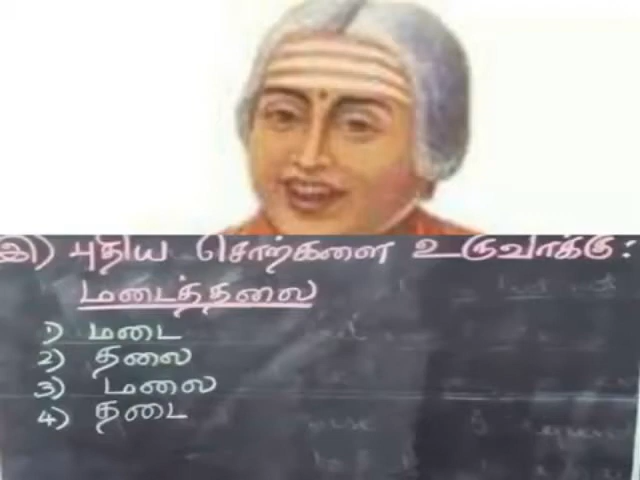 இ) புதிய சொற்களை உருவாக்கு:
மடைத்தலை
1) மடை
2) தலை
3) மலை
4) தடை